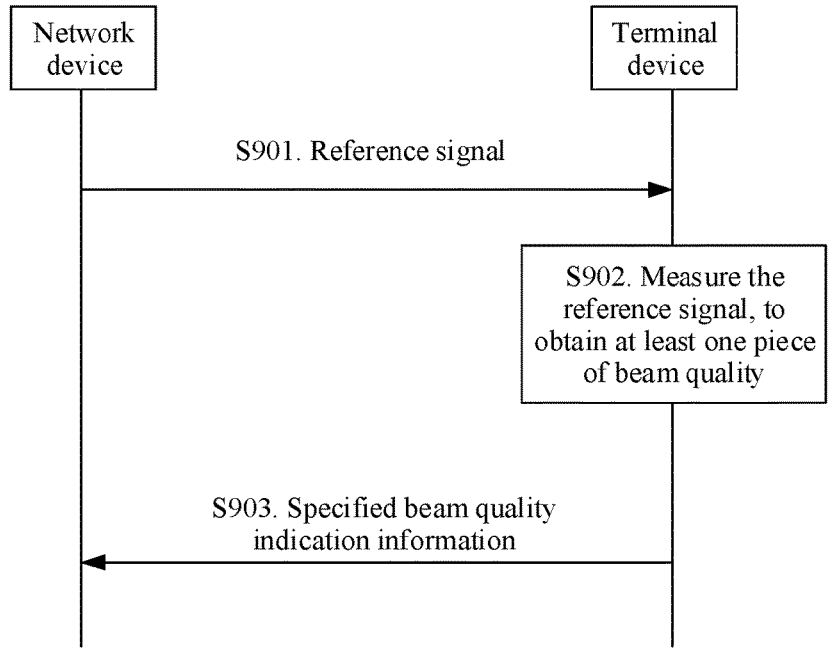 Network
device
Terminal
device
S901. Reference signal
S902. Measure the
reference signal, to
obtain at least one piece
of beam quality
S903. Specified beam quality
indication information